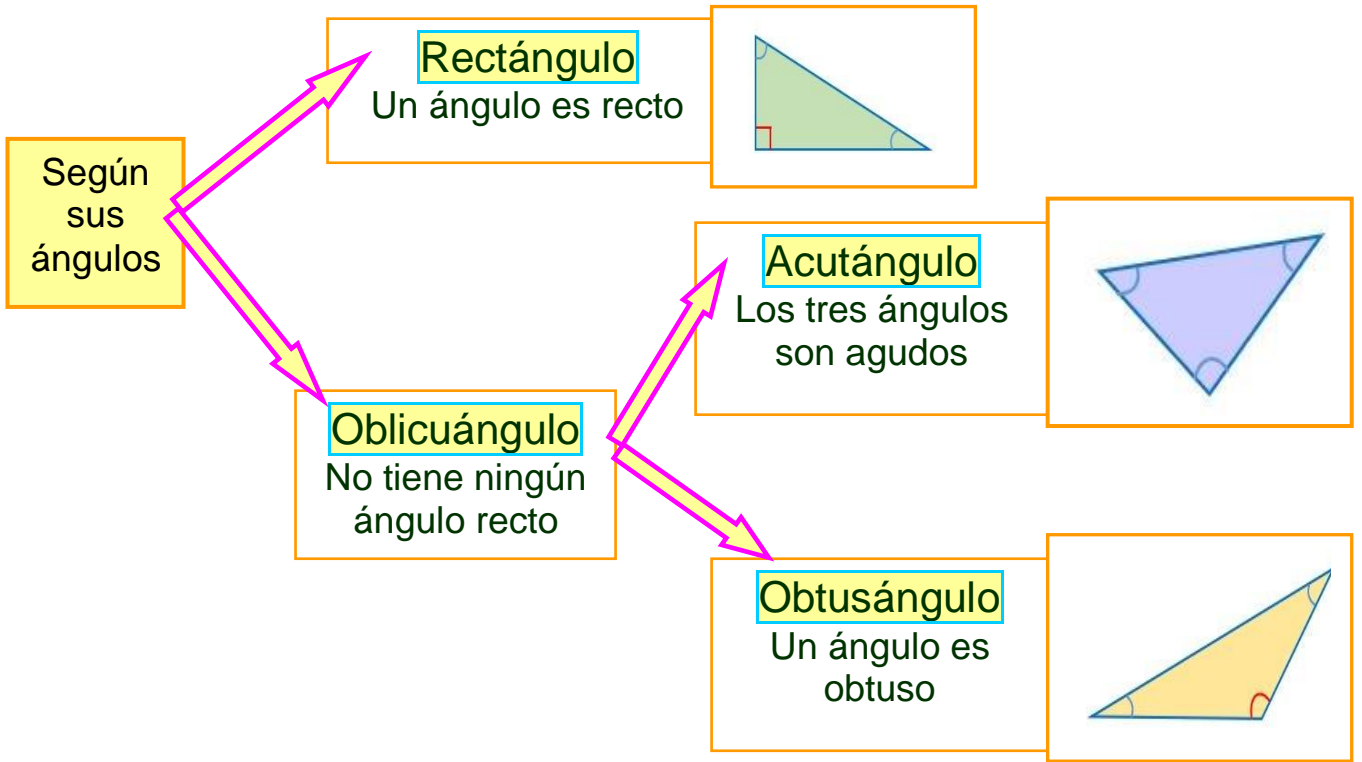 Según
sus
ángulos
Rectángulo
Un ángulo es recto
Oblicuángulo
No tiene ningún
ángulo recto
Acutángulo
Los tres ángulos
son agudos
Obtusángulo
Un ángulo es
obtuso